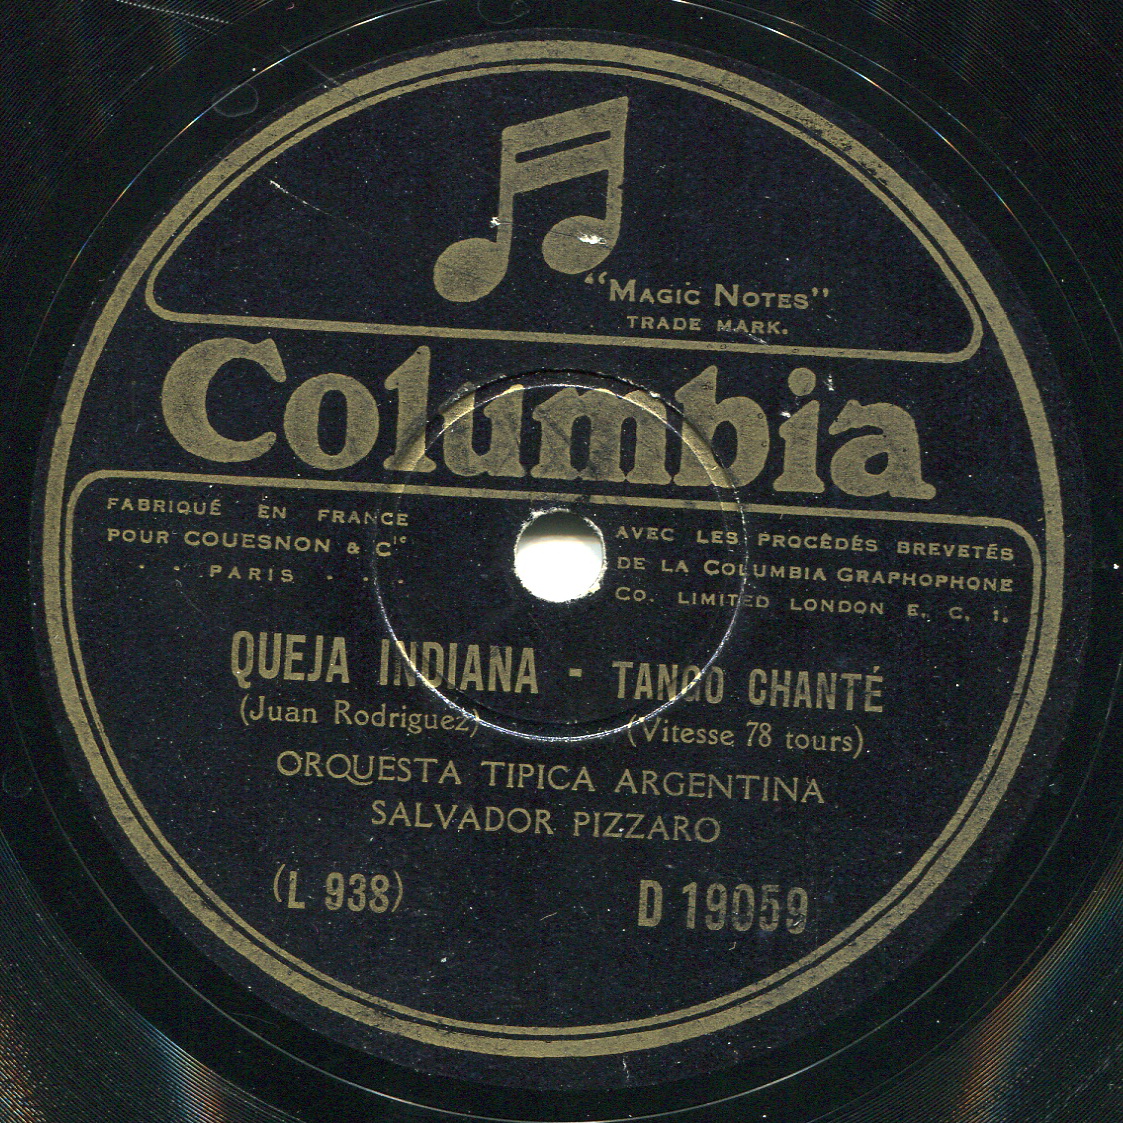 “Magic Notes”
TRADE MARK.
Columbia
FABRIQUÉ EN FRANCE
POUR COUESNON & Cie
. . PARIS . . .
AVEC LES PROCÊDÉS BREVETÉS
DE LA COLUMBIA GRAPHOPHONE
Co. LIMITED LONDON E. C. 1.
QUEJA INDIANA - TANGO CHANTÉ
(Juan Rodriguez) (Vitesse 78 tours)
ORQUESTA TIPICA ARGENTINA
SALVADOR PIZZARO
(L 938) D 19059